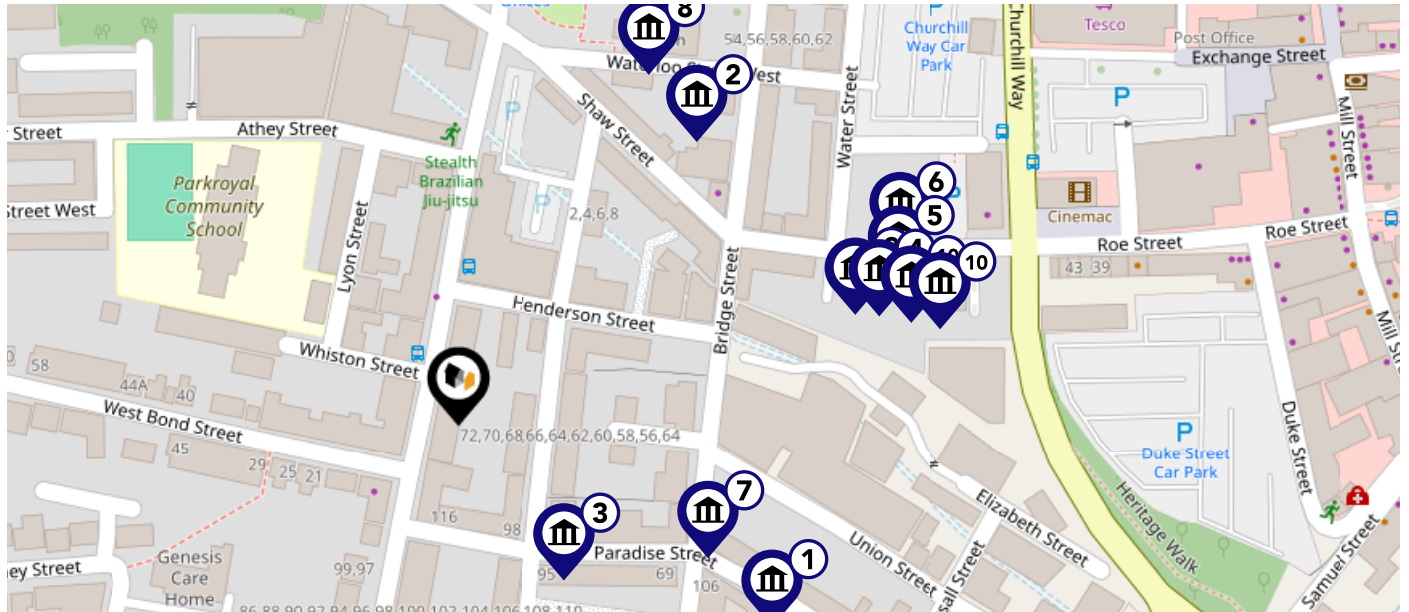 8
54,56,58,60,62
Churchill
Way Car
Park
Churchill Way
Tesco
Post Office
Exchange Street
2
Shaw Street
Water Street
Mill Street
Street
Athey Street
Stealth
Brazilian
Jiu-jitsu
Parkroyal
Community
School
Street West
Lyon Street
2,4,6,8
6
5
4
10
Cinemac
Roe Street
Roe Street
43 39
Henderson Street
Bridge Street
Whiston Street
58
44A
40
West Bond Street
45
29
25
21
72,70,68,66,64,62,60,58,56,64
Duke Street
Car Park
Duke Street
Heritage Walk
Elizabeth Street
Union Street
116
98
3
7
1
Paradise Street
95
69
106
Genesis
Care
Home
99,97
Samuel Street